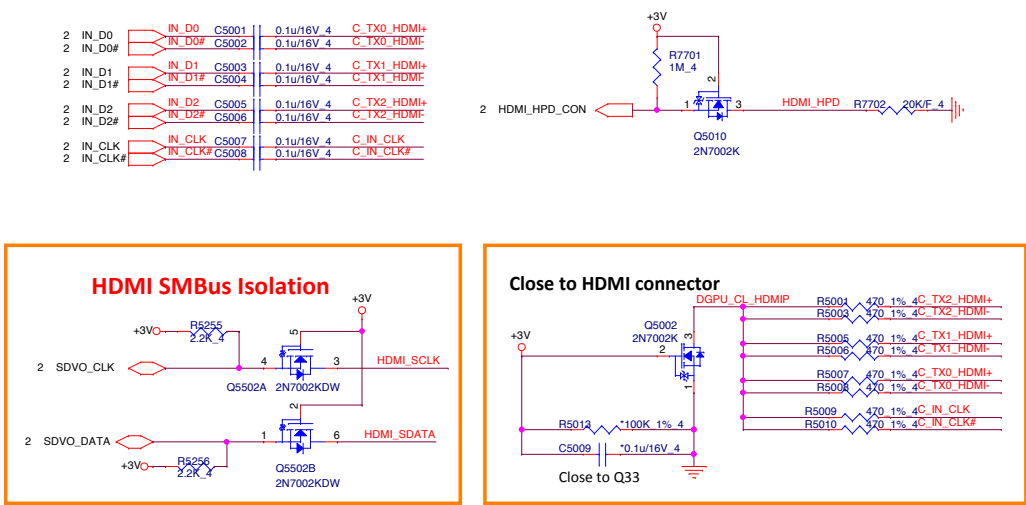 2 IN_D0 IN_D0 C5001 0.1u/16V_4 C_TX0_HDMI+
2 IN_D0# IN_D0# C5002 0.1u/16V_4 C_TX0_HDMI-
2 IN_D1 IN_D1 C5003 0.1u/16V_4 C_TX1_HDMI+
2 IN_D1# IN_D1# C5004 0.1u/16V_4 C_TX1_HDMI-
2 IN_D2 IN_D2 C5005 0.1u/16V_4 C_TX2_HDMI+
2 IN_D2# IN_D2# C5006 0.1u/16V_4 C_TX2_HDMI-
2 IN_CLK IN_CLK C5007 0.1u/16V_4 C_IN_CLK
2 IN_CLK# IN_CLK# C5008 0.1u/16V_4 C_IN_CLK#
+3V
R7701
1M_4
2
2 HDMI_HPD_CON 1 3 HDMI_HPD R7702 20K/F_4
Q5010
2N7002K
HDMI SMBus Isolation
+3V
+3V R5255
2.2K_4
5
2 SDVO_CLK 4 3 HDMI_SCLK
Q5502A 2N7002KDW
2
2 SDVO_DATA 1 6 HDMI_SDATA
+3V R5256
2.2K_4
Q5502B
2N7002KDW
Close to HDMI connector
DGPU_CL_HDMIP
+3V
Q5002
2N7002K
3
2
1
R5001 470_1%_4 C_TX2_HDMI+
R5003 470_1%_4 C_TX2_HDMI-
R5005 470_1%_4 C_TX1_HDMI+
R5006 470_1%_4 C_TX1_HDMI-
R5007 470_1%_4 C_TX0_HDMI+
R5008 470_1%_4 C_TX0_HDMI-
R5009 470_1%_4 C_IN_CLK
R5010 470_1%_4 C_IN_CLK#
R5013 *100K_1%_4
C5009 *0.1u/16V_4
Close to Q33